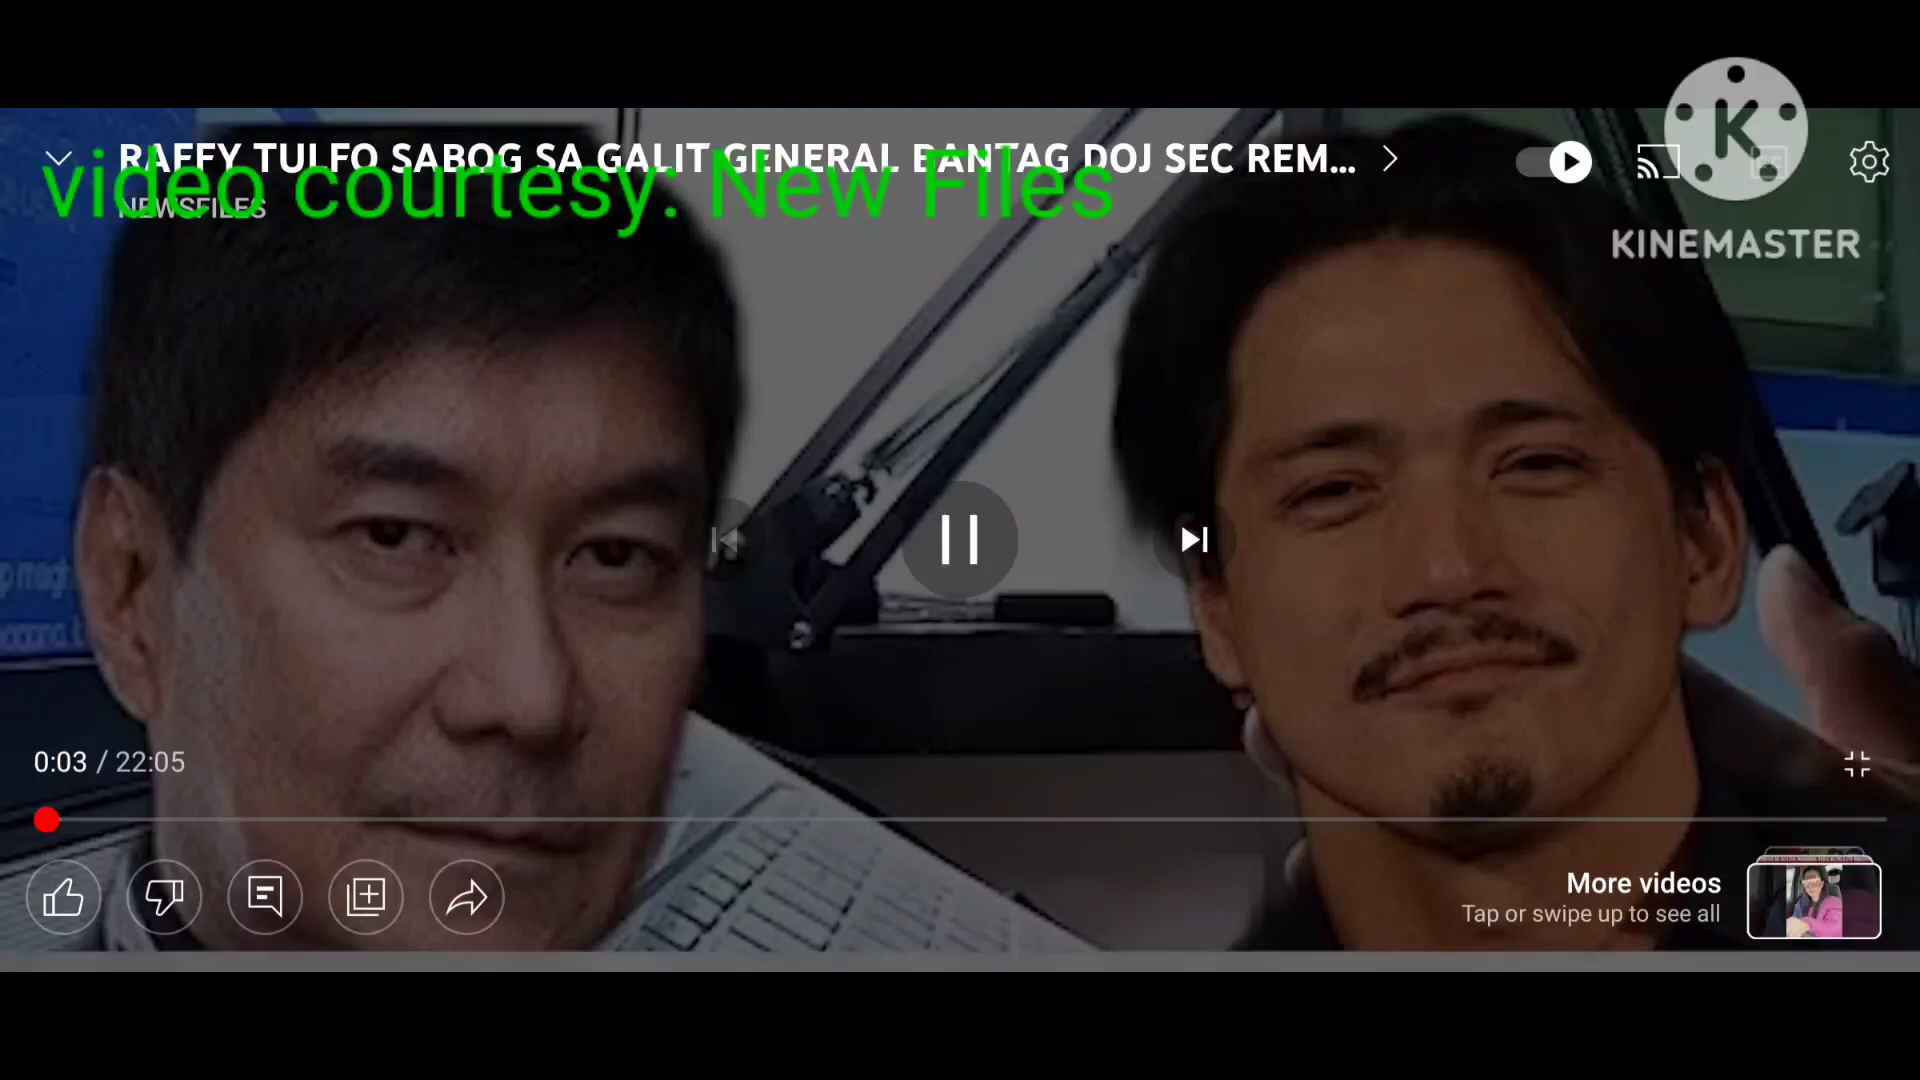 RAFFY TULFO SABOG SA GALIT GENERAL BANTAG DOJ SEC REM...
NEWSFILES
video courtesy: New Files
KINEMASTER
0:03 / 22:05
More videos
Tap or swipe up to see all